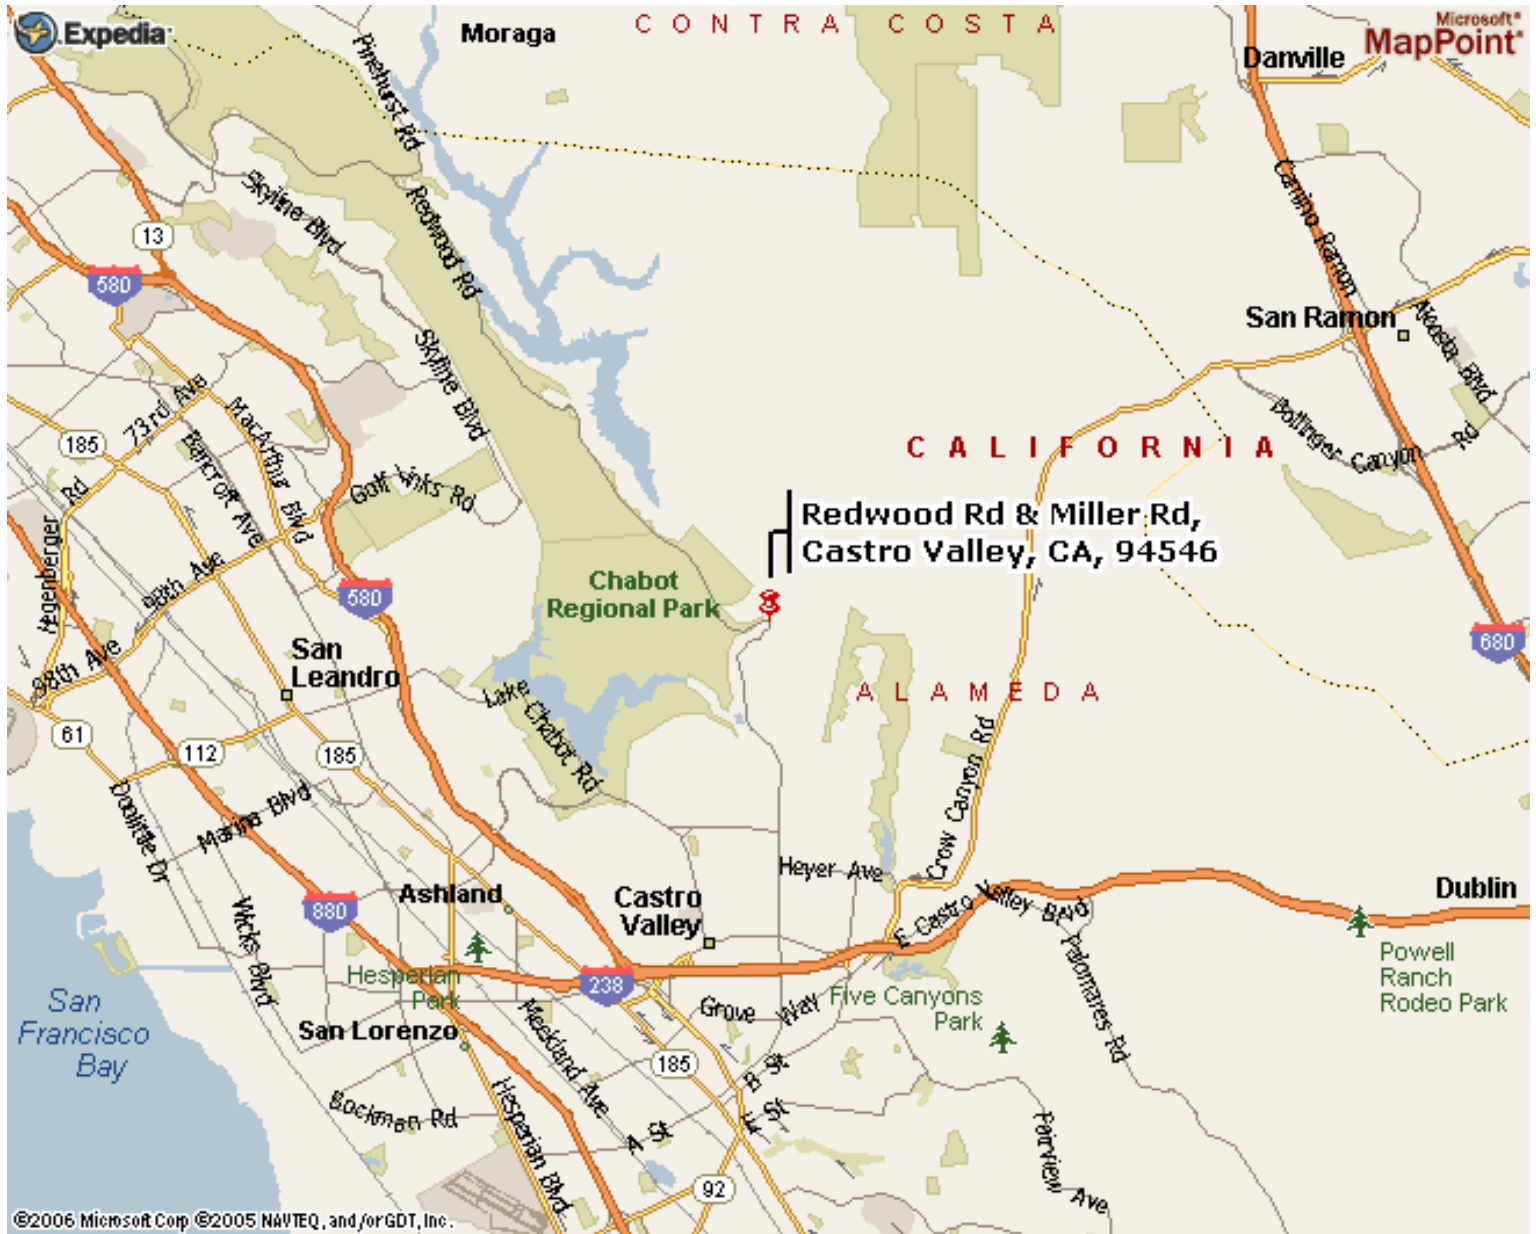 Expedia
Moraga
CONTRA COSTA
Microsoft®
MapPoint®
Danville
Pinehurst Rd
Skyline Blvd
Redwood Rd
Camino Ramon
13
580
San Ramon
Alcosta Blvd
Skyline Blvd
73rd Ave
MacArthur Blvd
185
Bancroft Ave
Golf Links Rd
CALIFORNIA
Bollinger Canyon Rd
Redwood Rd & Miller Rd,
Castro Valley, CA, 94546
Hegenberger Rd
98th Ave
580
Chabot
Regional Park
680
98th Ave
San
Leandro
Lake Chabot Rd
ALAMEDA
61
112
185
Crow Canyon Rd
Doolittle Dr
Marina Blvd
Heyer Ave
880
Ashland
Castro
Valley
E Castro Valley Blvd
Dublin
Wicks Blvd
Hesperian
Park
238
Grove Way
Five Canyons
Park
Palomares Rd
Powell
Ranch
Rodeo Park
San
Francisco
Bay
San Lorenzo
Meekland Ave
185
B St
Bockman Rd
Hesperian Blvd
A St
Fairview Ave
92
©2006 Microsoft Corp ©2005 NAVTEQ, and/or GDT, Inc.